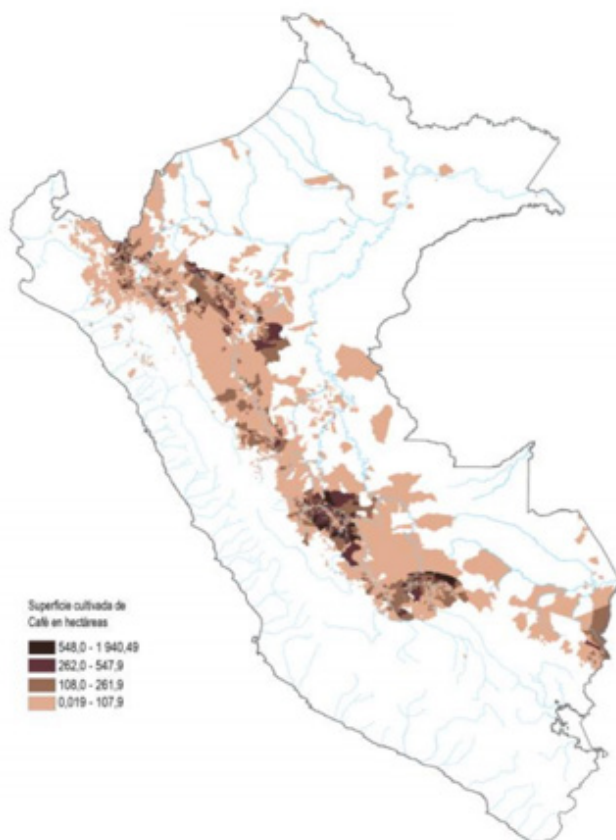 Superficie cultivada de
Café en hectáreas
548,0 - 1 940,49
262,0 - 547,9
108,0 - 261,9
0,019 - 107,9